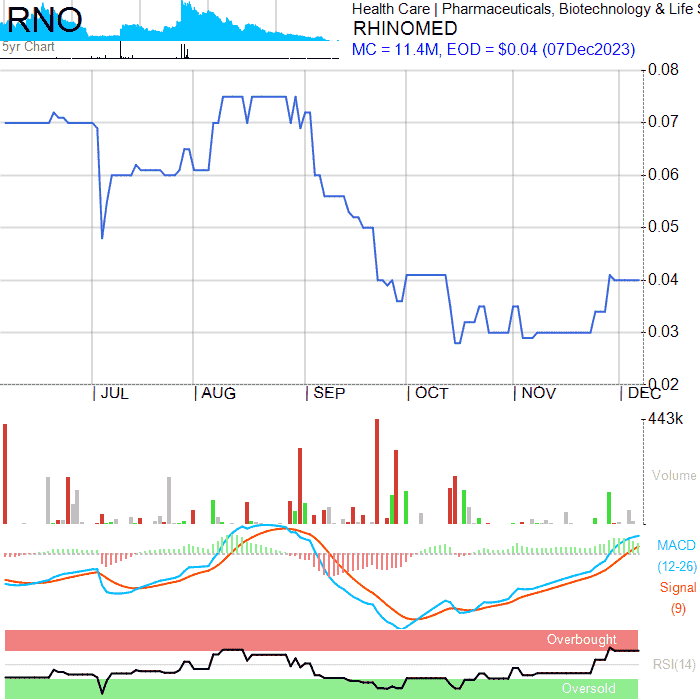 RNO
5yr Chart
Health Care | Pharmaceuticals, Biotechnology & Life S
RHINOMED
MC = 11.4M, EOD = $0.04 (07Dec2023)
0.08
0.07
0.06
0.05
0.04
0.03
0.02
JUL AUG SEP OCT NOV DEC
443k
Volume
MACD
(12-26)
Signal
(9)
Overbought
RSI(14)
Oversold